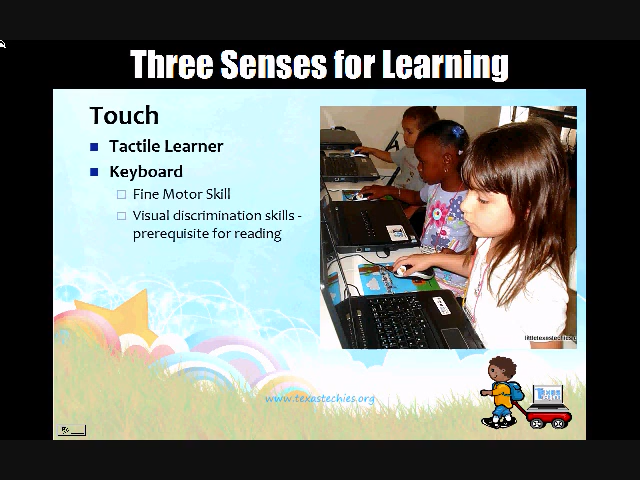 Three Senses for Learning
Touch
Tactile Learner
Keyboard
Fine Motor Skill
Visual discrimination skills -
prerequisite for reading
www.texastechies.org